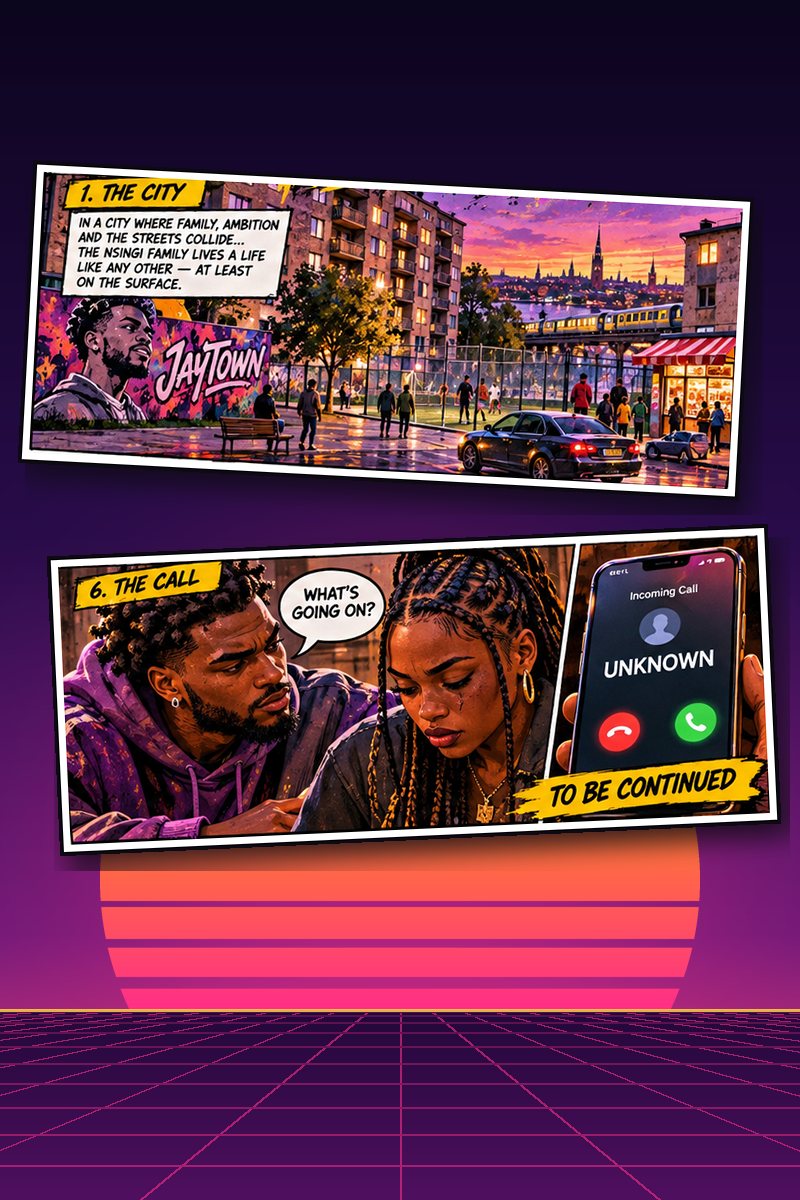 1. THE CITY
IN A CITY WHERE FAMILY, AMBITION
AND THE STREETS COLLIDE...
THE NSINGI FAMILY LIVES A LIFE
LIKE ANY OTHER — AT LEAST
ON THE SURFACE.
JAYTOWN
6. THE CALL
WHAT'S
GOING ON?
Incoming Call
UNKNOWN
TO BE CONTINUED